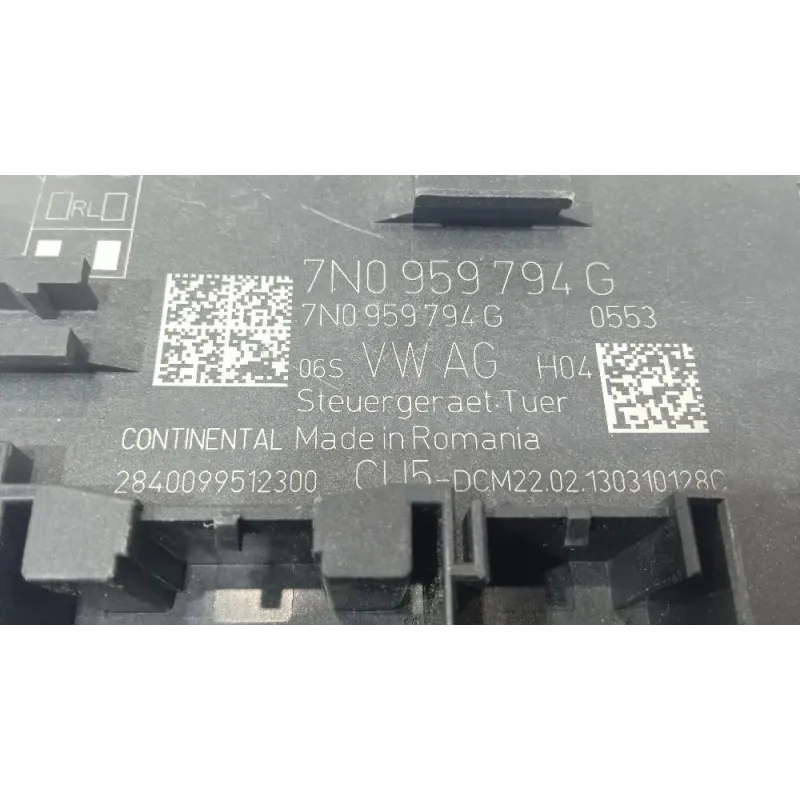 RL
7N0 959 794 G
7N0 959 794 G 0553
06S VW AG H04
Steuergeraet-Tuer
CONTINENTAL Made in Romania
2840099512300 CU5-DCM22.02.130310128C